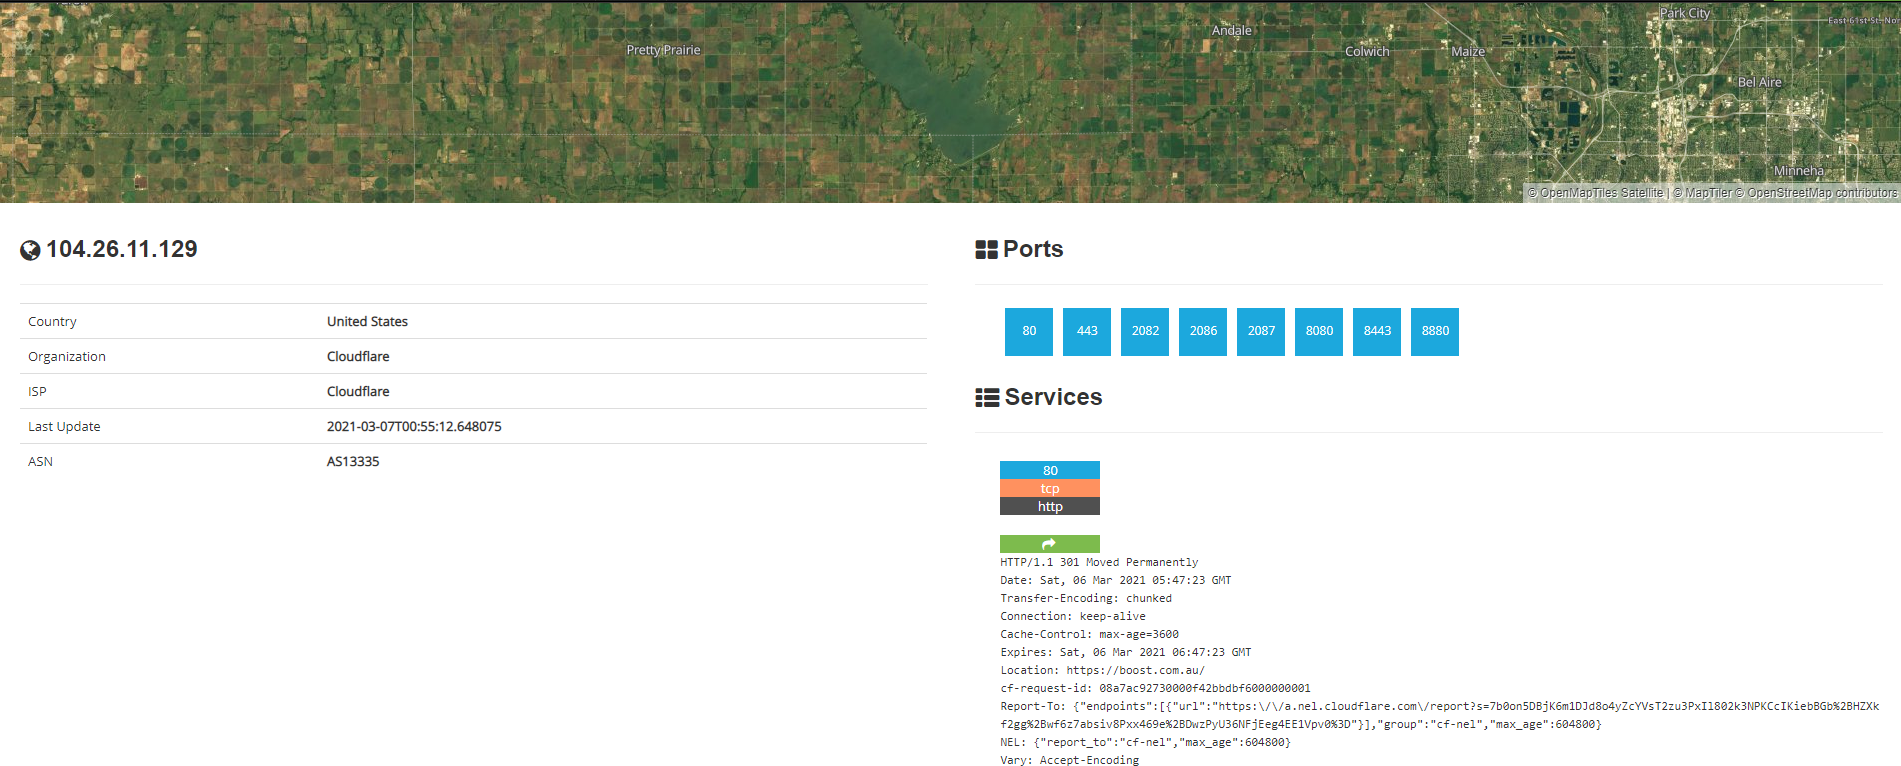 Park City
East 61st St. Nor
Andale
Pretty Prairie
Colwich
Maize
Bel Aire
Minneha
© OpenMapTiles Satellite | © MapTiler © OpenStreetMap contributors
104.26.11.129
Country United States
Organization Cloudflare
ISP Cloudflare
Last Update 2021-03-07T00:55:12.648075
ASN AS13335
Ports
80 443 2082 2086 2087 8080 8443 8880
Services
80
tcp
http
HTTP/1.1 301 Moved Permanently
Date: Sat, 06 Mar 2021 05:47:23 GMT
Transfer-Encoding: chunked
Connection: keep-alive
Cache-Control: max-age=3600
Expires: Sat, 06 Mar 2021 06:47:23 GMT
Location: https://boost.com.au/
cf-request-id: 08a7ac92730000f42bbdbf6000000001
Report-To: {"endpoints":[{"url":"https:\/\/a.nel.cloudflare.com\/report?s=7b0on5DBjK6m1DJd8o4yZcYVsT2zu3PxI1802k3NPKCcIKiebBGb%2BHZXk
f2gg%2Bwf6z7absiv8Pxx469e%2BDwzPyU36NFjEeg4EE1Vpv0%3D"}],"group":"cf-nel","max_age":604800}
NEL: {"report_to":"cf-nel","max_age":604800}
Vary: Accept-Encoding